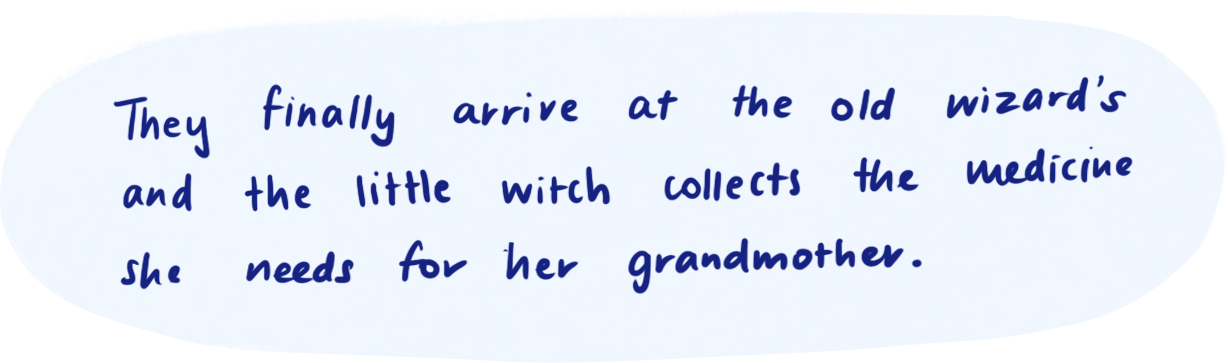 They finally arrive at the old wizard's
and the little witch collects the medicine
she needs for her grandmother.